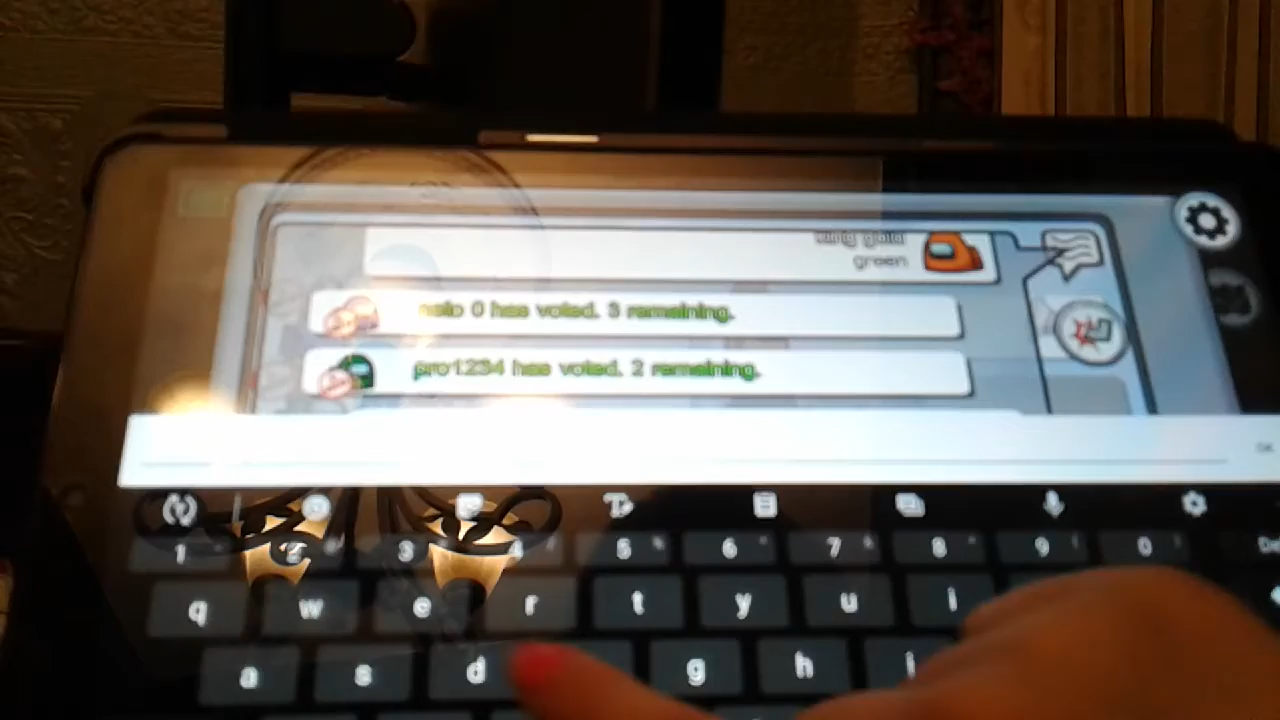 green
0 has voted. 3 remaining.
pro1234 has voted. 2 remaining.
1 2 3 4 5 6 7 8 9 0
q w e r t y u i
a s d g h j